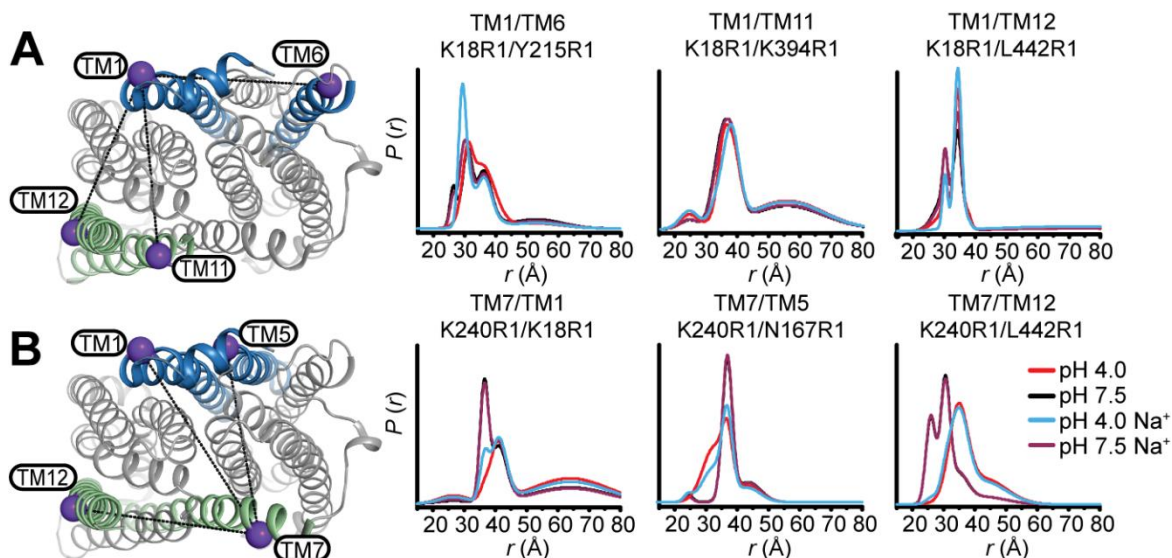 A
TM1
TM6
TM12
TM11
TM1/TM6
K18R1/Y215R1
TM1/TM11
K18R1/K394R1
TM1/TM12
K18R1/L442R1
P (r)
20 30 40 50 60 70 80
r (Å)
20 30 40 50 60 70 80
r (Å)
20 30 40 50 60 70 80
r (Å)
B
TM1
TM5
TM12
TM7
TM7/TM1
K240R1/K18R1
TM7/TM5
K240R1/N167R1
TM7/TM12
K240R1/L442R1
P (r)
pH 4.0
pH 7.5
pH 4.0 Na⁺
pH 7.5 Na⁺
20 30 40 50 60 70 80
r (Å)
20 30 40 50 60 70 80
r (Å)
20 30 40 50 60 70 80
r (Å)